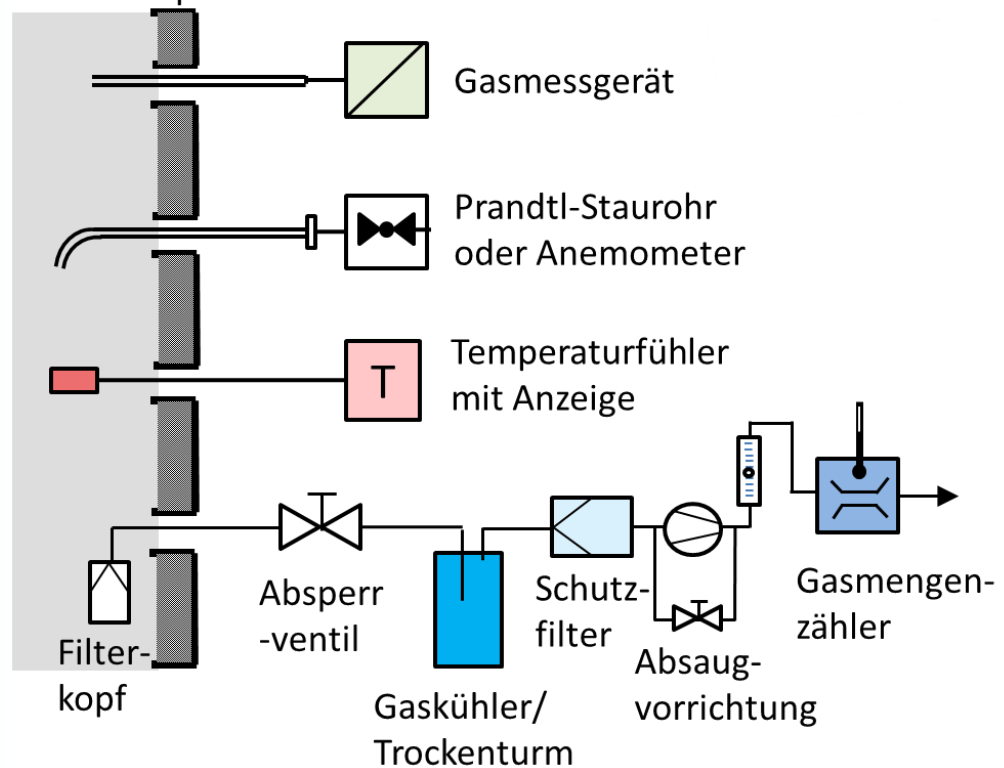 Gasmessgerät
Prandtl-Staurohr
oder Anemometer
Temperaturfühler
mit Anzeige
T
Absperr
-ventil
Schutz-
filter
Gasmengen-
zähler
Filter-
kopf
Absaug-
vorrichtung
Gaskühler/
Trockenturm